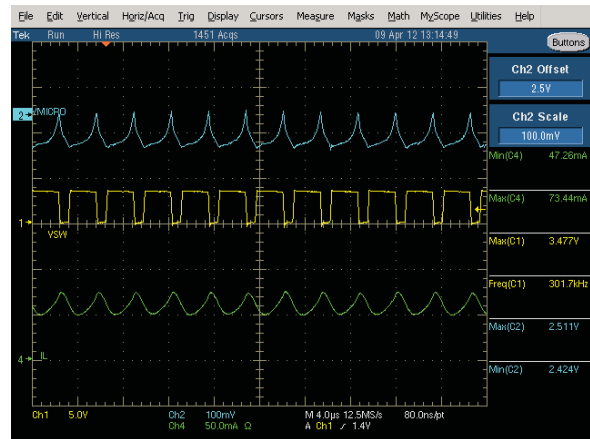 File Edit Vertical Horiz/Acq Trig Display Cursors Measure Masks Math MyScope Utilities Help
Tek Run Hi Res 1451 Acqs 09 Apr 12 13:14:49
Buttons
Ch2 Offset
2.5V
Ch2 Scale
100.0mV
2 VMICRO
Min(C4) 47.26mA
Max(C4) 73.44mA
1
VSW
Max(C1) 3.477V
Freq(C1) 301.7kHz
Max(C2) 2.511V
4 IL
Min(C2) 2.424V
Ch1 5.0V Ch2 100mV M 4.0µs 12.5MS/s 80.0ns/pt
Ch4 50.0mA Ω A Ch1 ∕ 1.4V